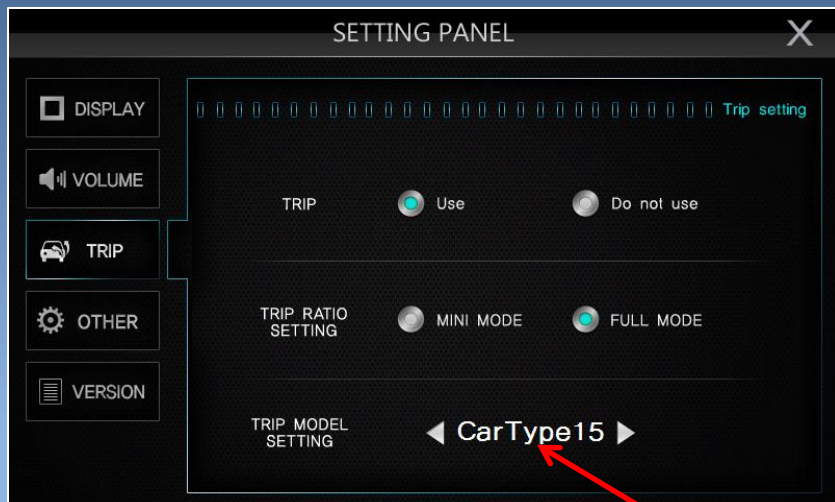 SETTING PANEL
X
DISPLAY
VOLUME
TRIP
OTHER
VERSION
Trip setting
TRIP
Use
Do not use
TRIP RATIO
SETTING
MINI MODE
FULL MODE
TRIP MODEL
SETTING
CarType15